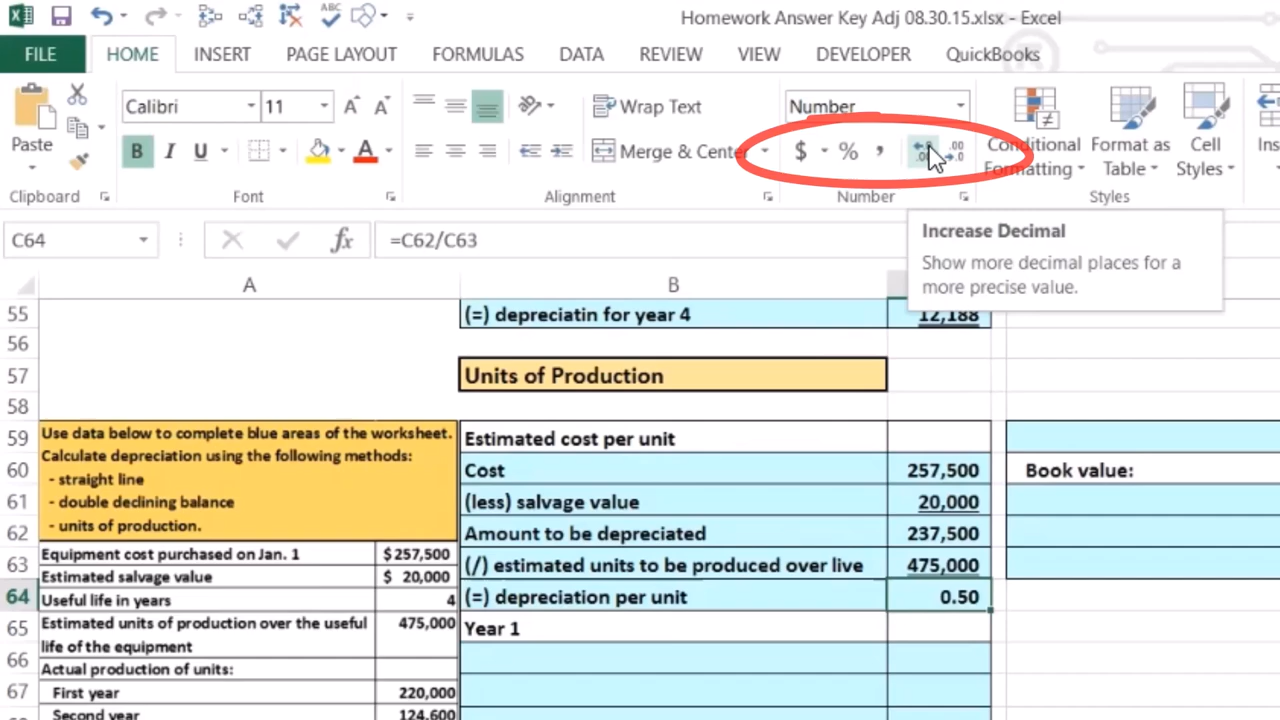 ABC
Homework Answer Key Adj 08.30.15.xlsx - Excel
FILE HOME INSERT PAGE LAYOUT FORMULAS DATA REVIEW VIEW DEVELOPER QuickBooks
Paste
Calibri 11 A A
B I U A
Wrap Text
Merge & Center
Number
$ % ,
Conditional Formatting
Format as Table
Cell Styles
Clipboard Font Alignment Number Styles
C64 fx =C62/C63
Increase Decimal
Show more decimal places for a
more precise value.
A B
55 (=) depreciatin for year 4 12,188
56
57 Units of Production
58
Use data below to complete blue areas of the worksheet.
Calculate depreciation using the following methods:
- straight line
- double declining balance
- units of production.
Equipment cost purchased on Jan. 1 $257,500
Estimated salvage value $ 20,000
Useful life in years 4
Estimated units of production over the useful 475,000
life of the equipment
Actual production of units:
First year 220,000
Second year 124,600
59 Estimated cost per unit
60 Cost 257,500 Book value:
61 (less) salvage value 20,000
62 Amount to be depreciated 237,500
63 (/) estimated units to be produced over live 475,000
64 (=) depreciation per unit 0.50
65 Year 1
66
67